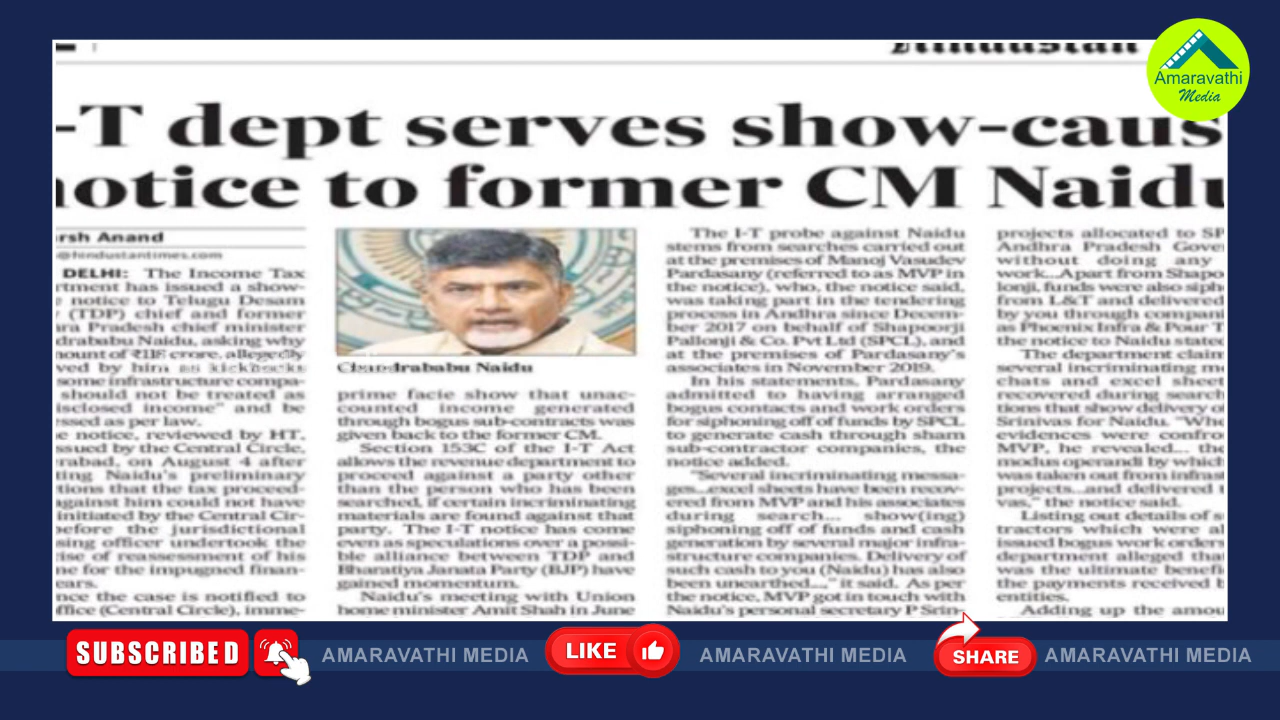 Hindustan
Amaravathi
Media
-T dept serves show-caus
notice to former CM Naidu
rsh Anand
@hindustantimes.com
DELHI: The Income Tax
rtment has issued a show-
notice to Telugu Desam
(TDP) chief and former
ra Pradesh chief minister
drababu Naidu, asking why
nount of crore, allegedly
ved by him as kickbacks
some infrastructure compa-
should not be treated as
isclosed income" and be
ssed as per law.
e notice, reviewed by HT,
ssued by the Central Circle,
rabad, on August 4 after
ting Naidu's preliminary
tions that the tax proceed-
against him could not have
initiated by the Central Cir-
before the jurisdictional
sing officer undertook the
ise of reassessment of his
ne for the impugned finan-
ears.
nce the case is notified to
ffice (Central Circle), imme-
Chandrababu Naidu
prime facie show that unac-
counted income generated
through bogus sub-contracts was
given back to the former CM.
Section 153C of the I-T Act
allows the revenue department to
proceed against a party other
than the person who has been
searched, if certain incriminating
materials are found against that
party. The I-T notice has come
even as speculations over a possi-
ble alliance between TDP and
Bharatiya Janata Party (BJP) have
gained momentum.
Naidu's meeting with Union
home minister Amit Shah in June
The I-T probe against Naidu
stems from searches carried out
at the premises of Manoj Vasudev
Pardasany (referred to as MVP in
the notice), who, the notice said,
was taking part in the tendering
process in Andhra since Decem-
ber 2017 on behalf of Shapoorji
Pallonji & Co. Pvt Ltd (SPCL), and
at the premises of Pardasany's
associates in November 2019.
In his statements, Pardasany
admitted to having arranged
bogus contacts and work orders
for siphoning off of funds by SPCL
to generate cash through sham
sub-contractor companies, the
notice added.
"Several incriminating messa-
ges...excel sheets have been recov-
ered from MVP and his associates
during search... show(ing)
siphoning off of funds and cash
generation by several major infra-
structure companies. Delivery of
such cash to you (Naidu) has also
been unearthed...," it said. As per
the notice, MVP got in touch with
Naidu's personal secretary P Srin-
projects allocated to SP
Andhra Pradesh Gove
without doing any
work...Apart from Shapo
lonji, funds were also siph
from L&T and delivered
by you through compani
as Phoenix Infra & Pour T
the notice to Naidu stated
The department claim
several incriminating m
chats and excel sheet
recovered during search
tions that show delivery o
Srinivas for Naidu. "Whe
evidences were confro
MVP, he revealed... the
modus operandi by which
was taken out from infras
projects...and delivered t
vas," the notice said.
Listing out details of s
tractors which were al
issued bogus work orders
department alleged that
was the ultimate benefi
the payments received b
entities.
Adding up the amou
SUBSCRIBED
AMARAVATHI MEDIA
LIKE
AMARAVATHI MEDIA
SHARE
AMARAVATHI MEDIA